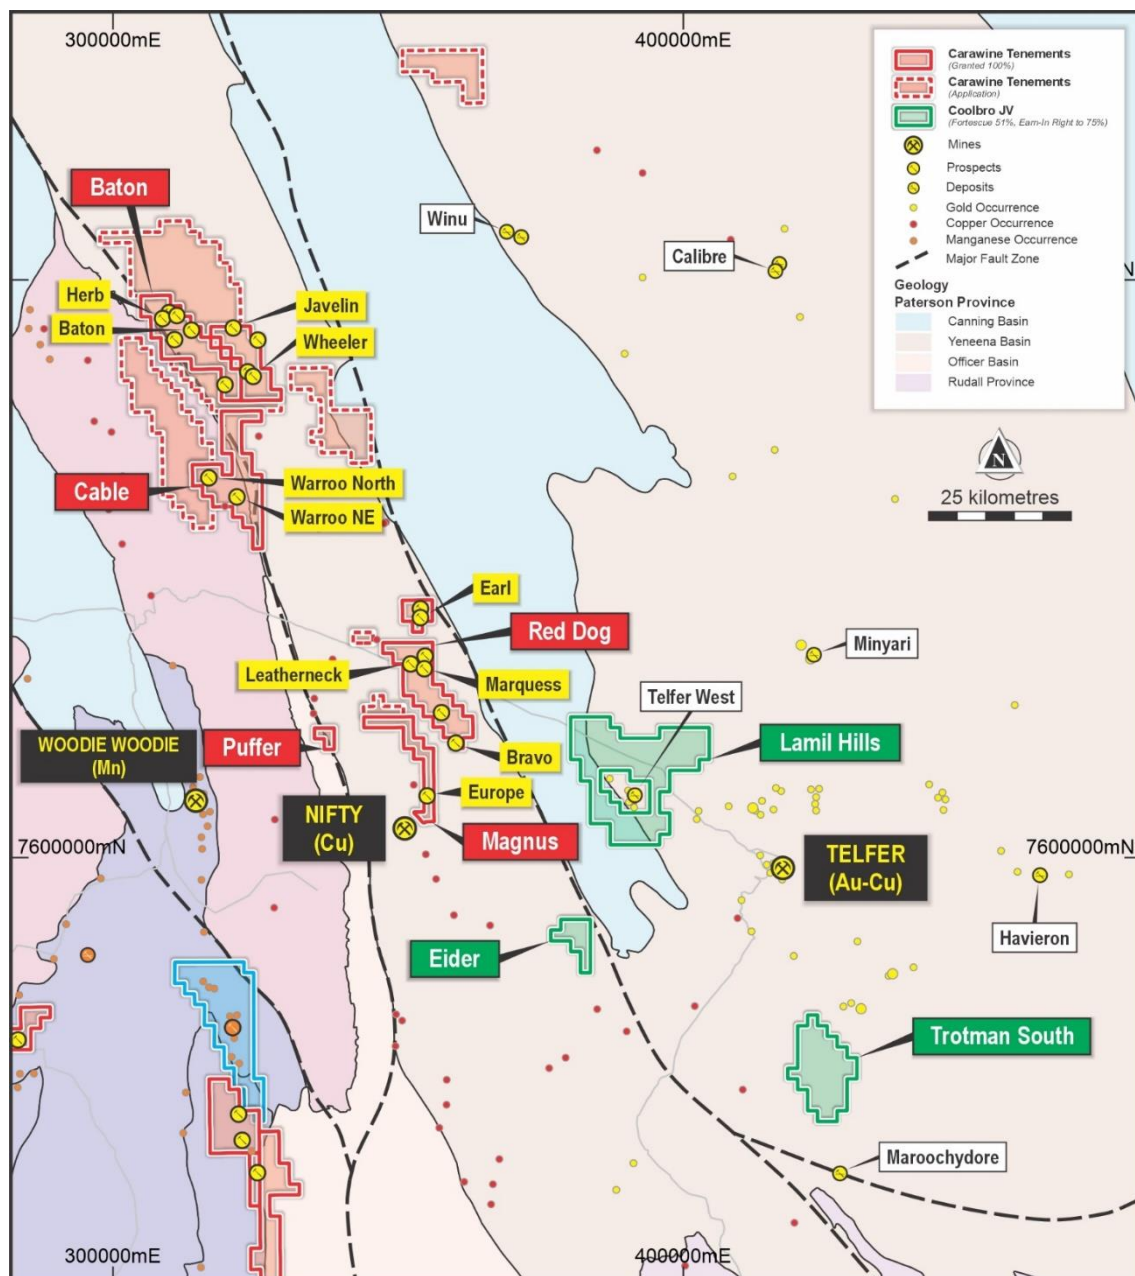 300000mE
400000mE
Carawine Tenements
(Granted 100%)
Carawine Tenements
(Application)
Coolbro JV
(Fortescue 51%, Earn-In Right to 75%)
Mines
Prospects
Deposits
Gold Occurrence
Copper Occurrence
Manganese Occurrence
Major Fault Zone
Geology
Paterson Province
Canning Basin
Yeneena Basin
Officer Basin
Rudall Province
N
25 kilometres
Baton
Winu
Calibre
Herb
Javelin
Baton
Wheeler
Cable
Warroo North
Warroo NE
Earl
Red Dog
Minyari
Leatherneck
Marquess
Telfer West
WOODIE WOODIE
(Mn)
Puffer
Bravo
Lamil Hills
Europe
NIFTY
(Cu)
Magnus
TELFER
(Au-Cu)
7600000mN
7600000mN
Havieron
Eider
Trotman South
Maroochydore
300000mE
400000mE